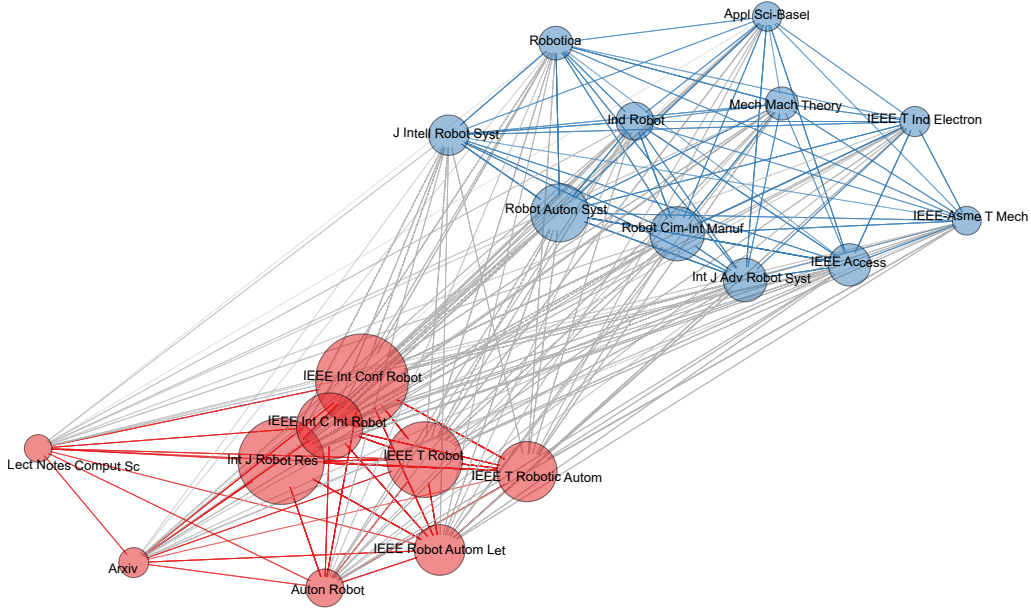 Appl Sci-Basel
Robotica
Mech Mach Theory
Ind Robot
IEEE T Ind Electron
J Intell Robot Syst
Robot Auton Syst
IEEE-Asme T Mech
Robot Cim-Int Manuf
IEEE Access
Int J Adv Robot Syst
IEEE Int Conf Robot
IEEE Int C Int Robot
IEEE T Robot
Int J Robot Res
Lect Notes Comput Sc
IEEE T Robotic Autom
IEEE Robot Autom Let
Arxiv
Auton Robot